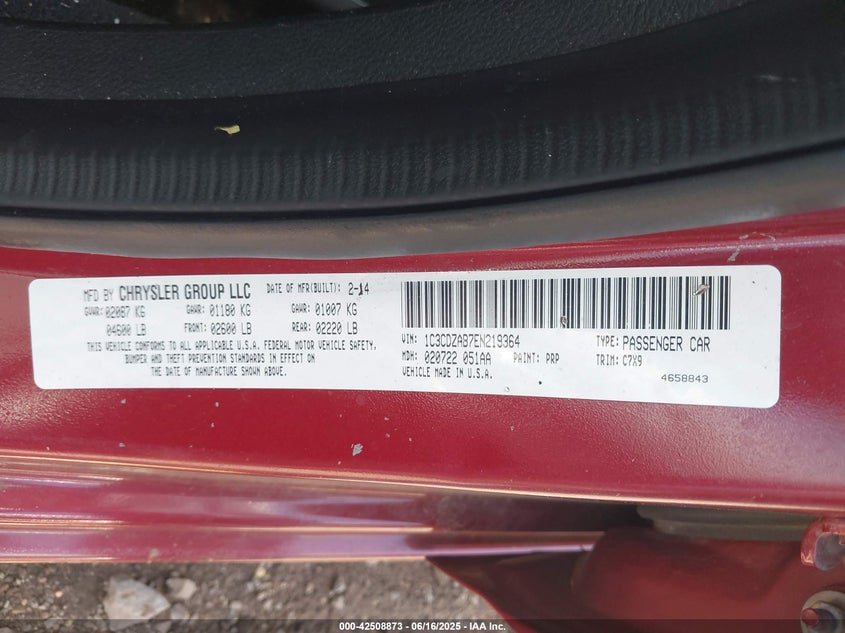 MFD BY CHRYSLER GROUP LLC DATE OF MFR(BUILT): 2-14
GVWR: 02087 KG GAWR: 01180 KG GAWR: 01007 KG
04600 LB FRONT: 02600 LB REAR: 02220 LB
THIS VEHICLE CONFORMS TO ALL APPLICABLE U.S.A. FEDERAL MOTOR VEHICLE SAFETY,
BUMPER AND THEFT PREVENTION STANDARDS IN EFFECT ON
THE DATE OF MANUFACTURE SHOWN ABOVE.
VIN: 1C3CDZAB7EN219364 TYPE: PASSENGER CAR
MDH: 020722 051AA PAINT: PRP TRIM: C7X9
VEHICLE MADE IN U.S.A. 4658843
000-42508873 - 06/16/2025 - IAA Inc.